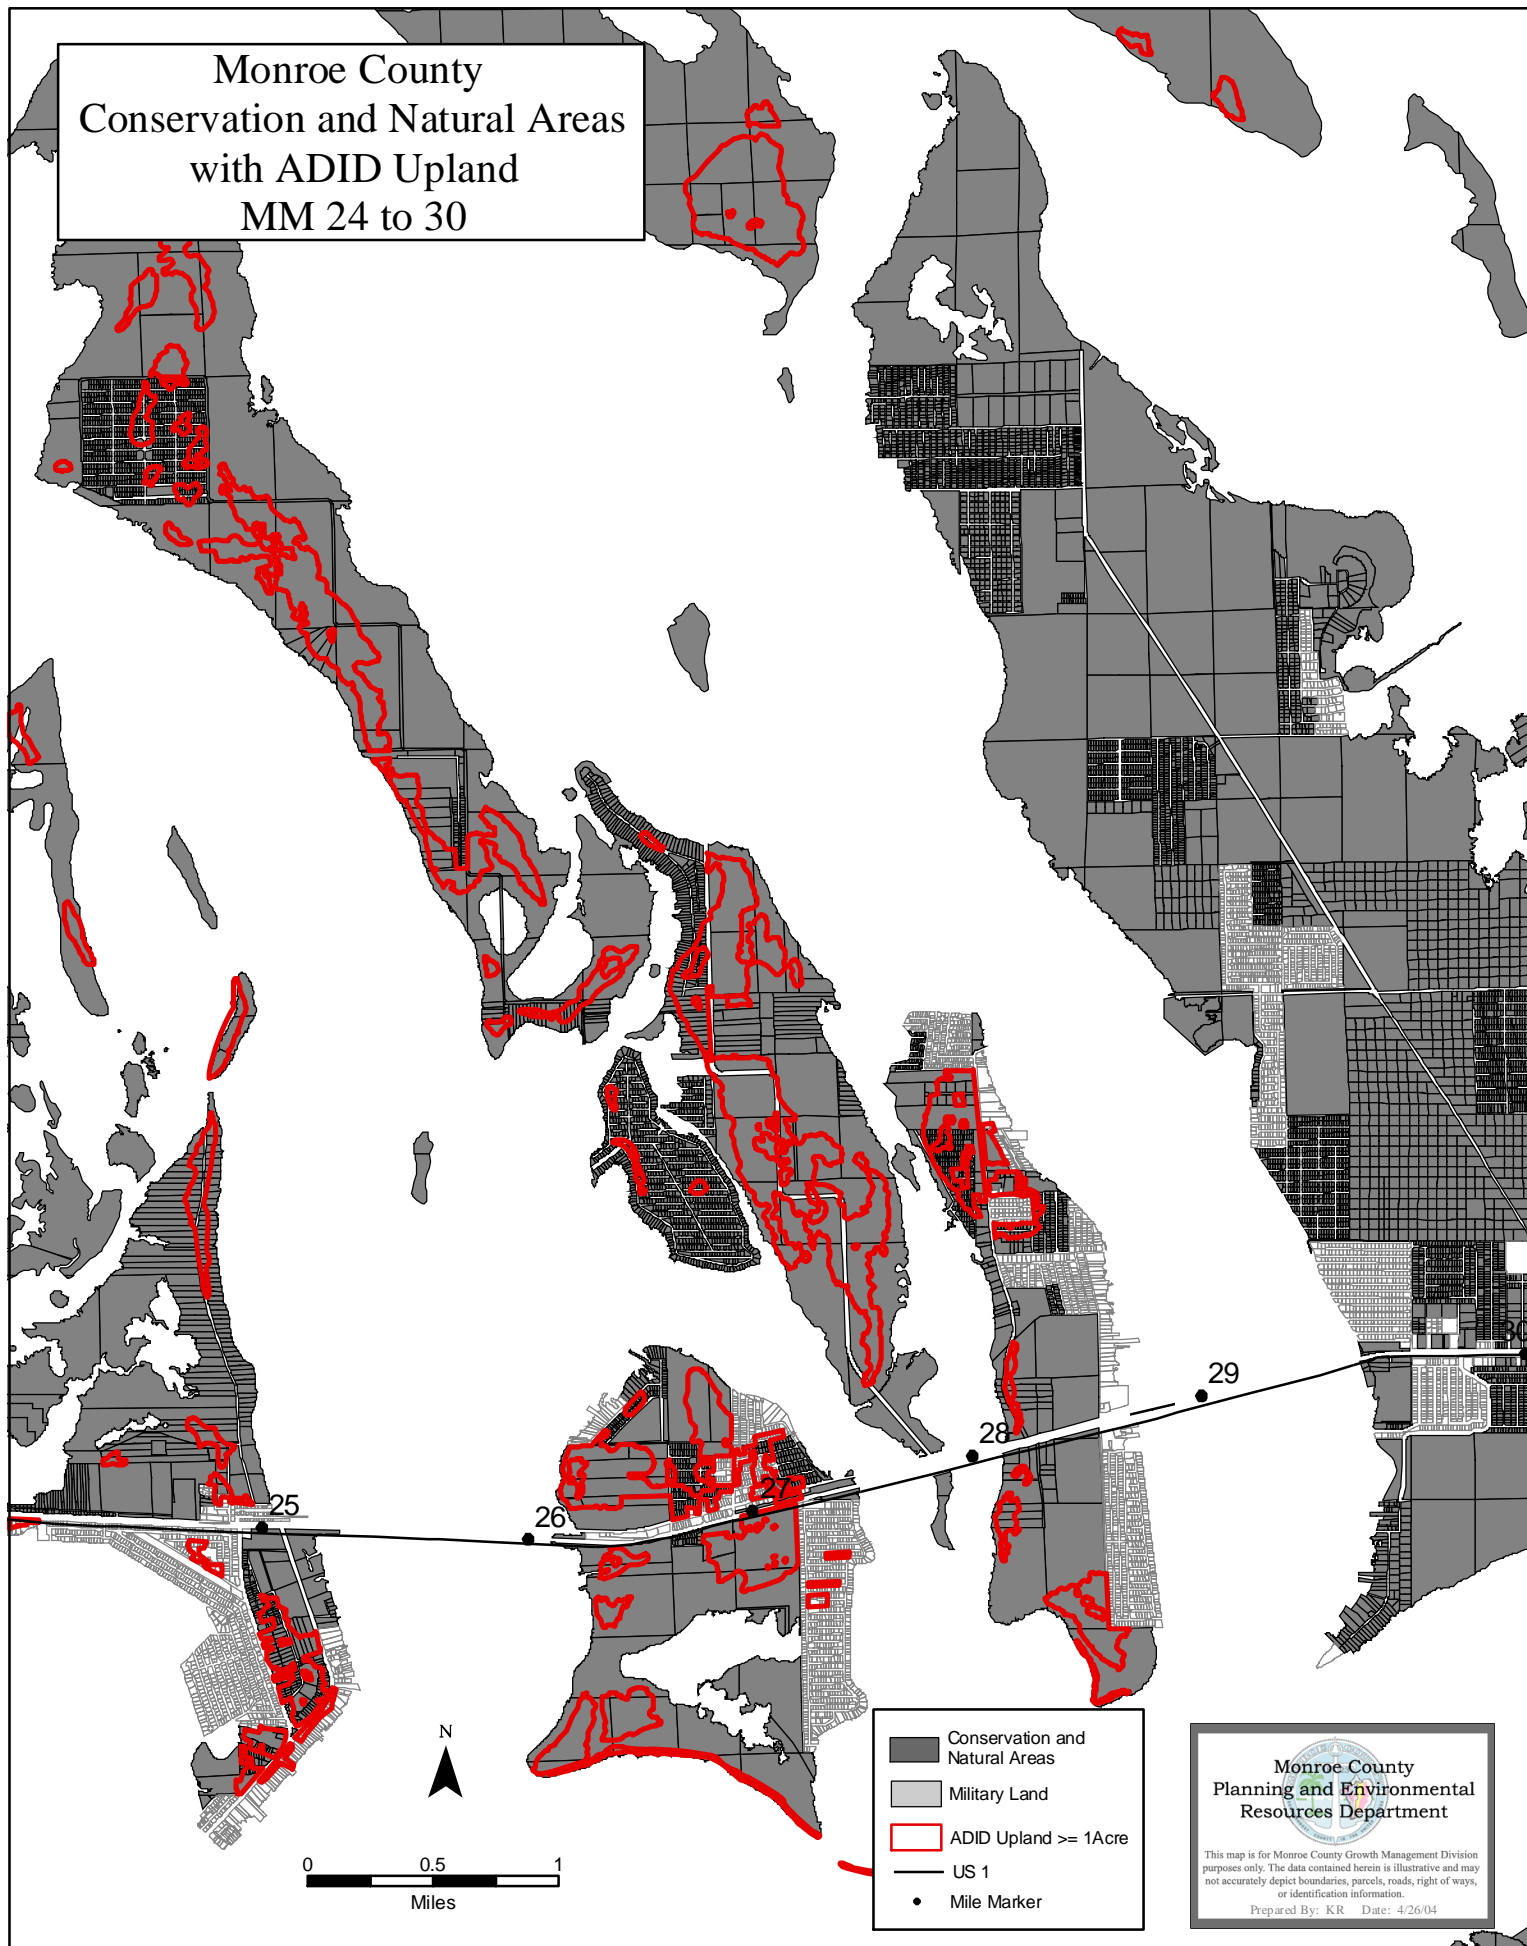 Monroe County
Conservation and Natural Areas
with ADID Upland
MM 24 to 30
29
30
28
27
26
25
N
0 0.5 1
Miles
Conservation and
Natural Areas
Military Land
ADID Upland >= 1Acre
US 1
Mile Marker
Monroe County
Planning and Environmental
Resources Department
This map is for Monroe County Growth Management Division
purposes only. The data contained herein is illustrative and may
not accurately depict boundaries, parcels, roads, right of ways,
or identification information.
Prepared By: KR Date: 4/26/04